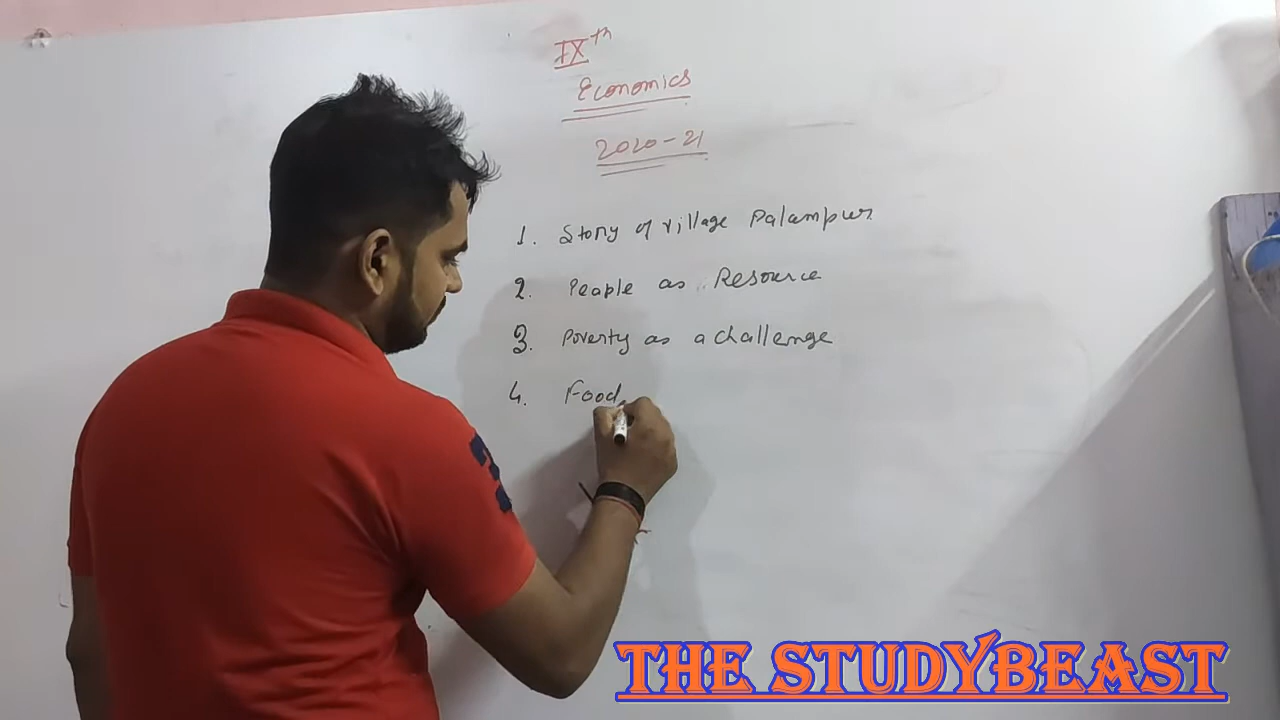 IXth
Economics
2020-21
1. Story of village Palampur
2. People as Resource
3. Poverty as a challenge
4. Food
THE STUDYBEAST